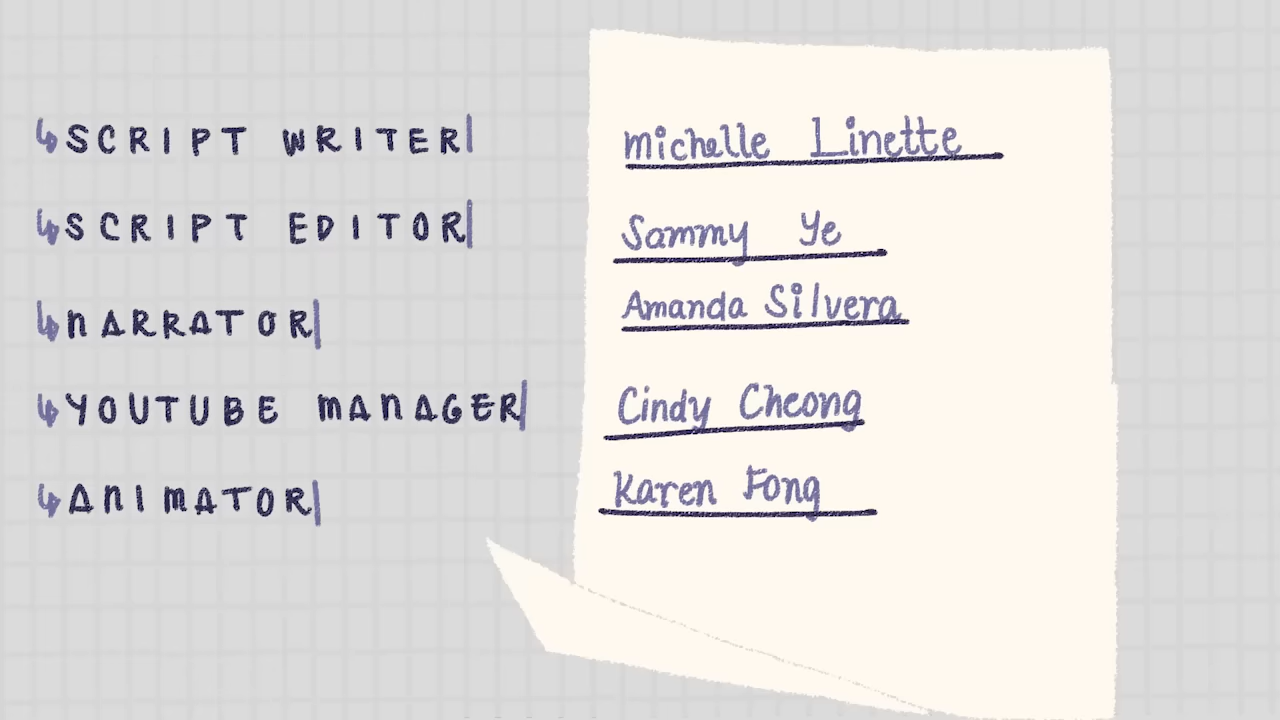 SCRIPT WRITER
michelle Linette
SCRIPT EDITOR
Sammy Ye
NARRATOR
Amanda Silvera
YOUTUBE MANAGER
Cindy Cheong
ANIMATOR
Karen Fong